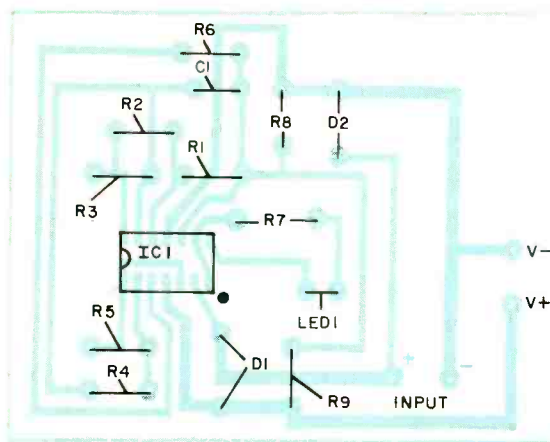 R6
C1
R2
R8
D2
R1
R3
R7
IC1
V-
V+
LED1
R5
D1
+
-
R4
R9
INPUT